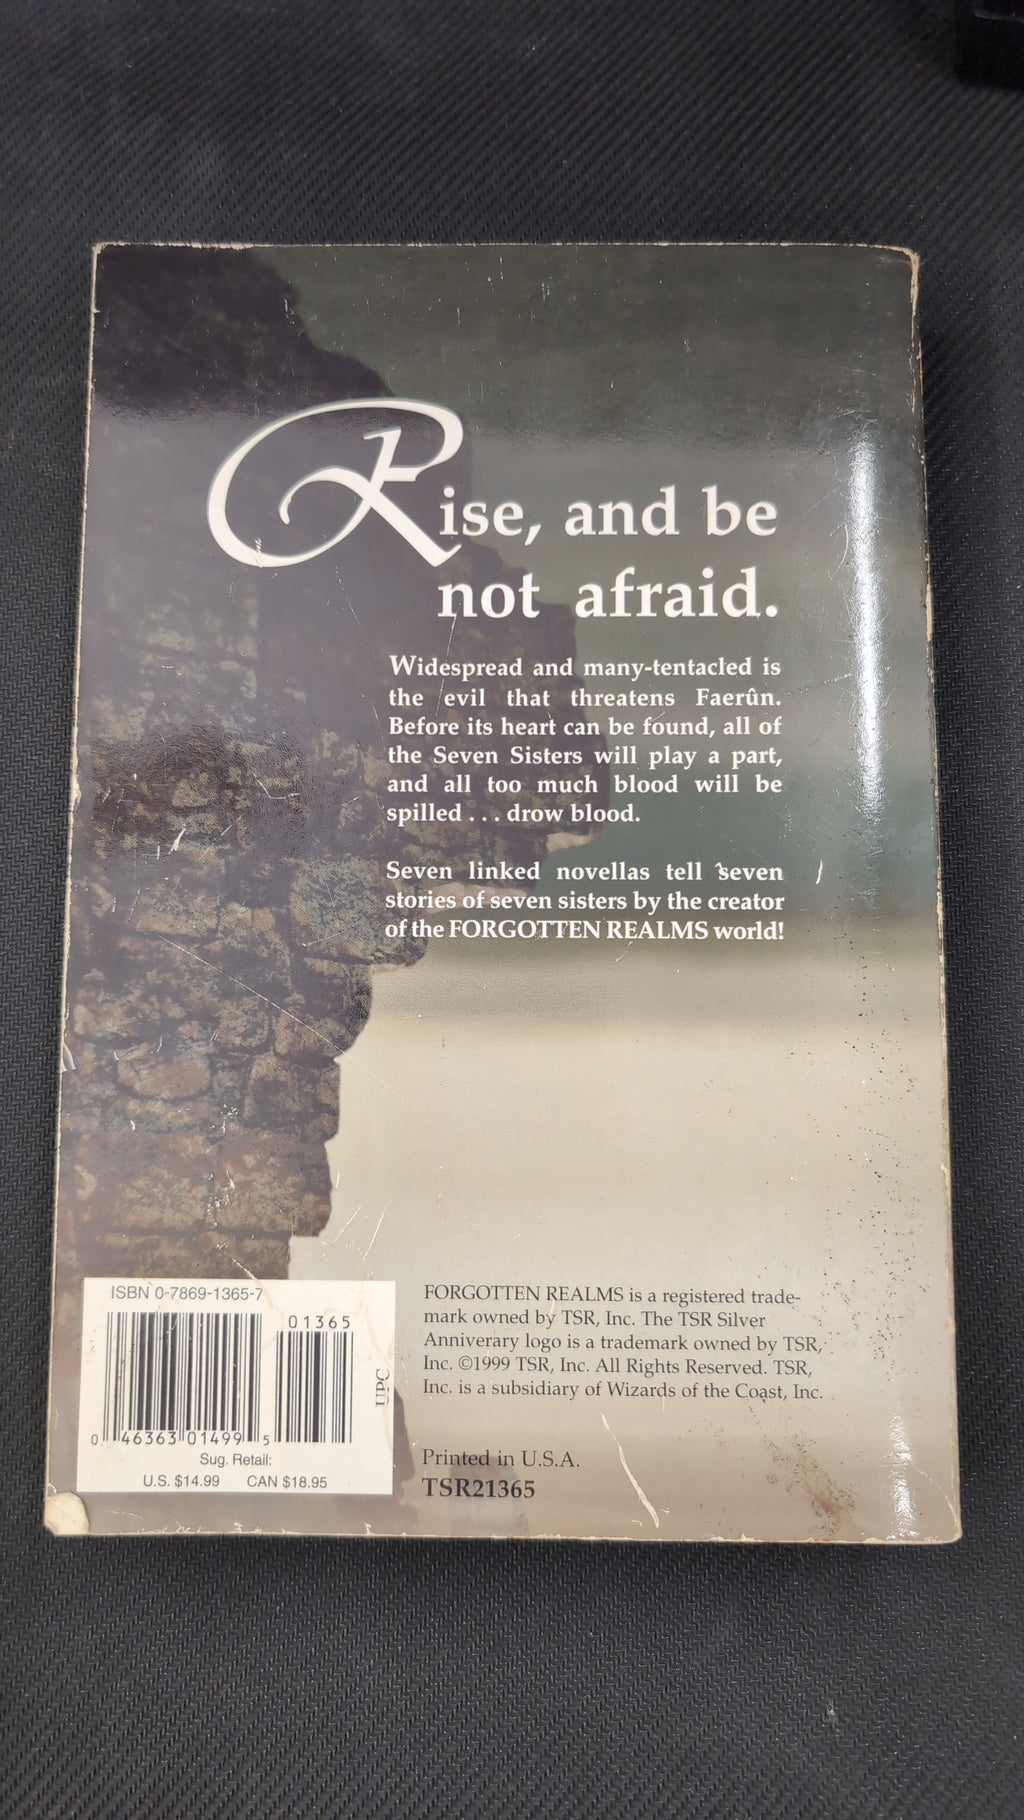 Rise, and be
not afraid.
Widespread and many-tentacled is
the evil that threatens Faerûn.
Before its heart can be found, all of
the Seven Sisters will play a part,
and all too much blood will be
spilled . . . drow blood.
Seven linked novellas tell seven
stories of seven sisters by the creator
of the FORGOTTEN REALMS world!
ISBN 0-7869-1365-7
01365
UPC
0 46363 01499 5
Sug. Retail:
U.S. $14.99 CAN $18.95
FORGOTTEN REALMS is a registered trade-
mark owned by TSR, Inc. The TSR Silver
Anniverary logo is a trademark owned by TSR,
Inc. ©1999 TSR, Inc. All Rights Reserved. TSR,
Inc. is a subsidiary of Wizards of the Coast, Inc.
Printed in U.S.A.
TSR21365